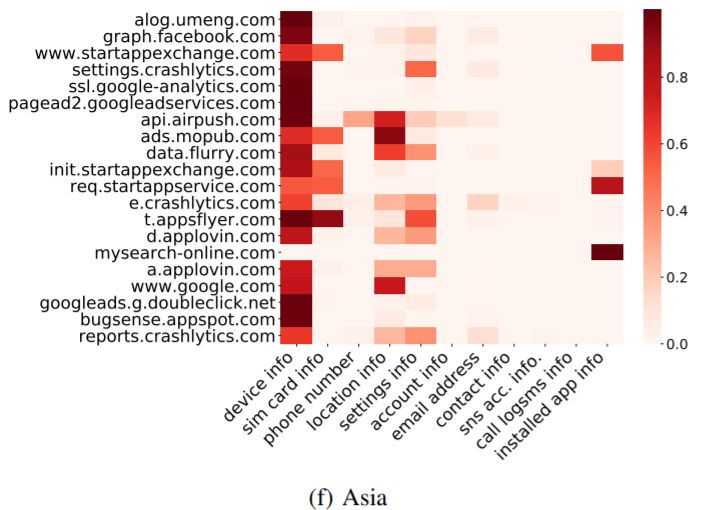 alog.umeng.com
graph.facebook.com
www.startappexchange.com
settings.crashlytics.com
ssl.google-analytics.com
pagead2.googleadservices.com
api.airpush.com
ads.mopub.com
data.flurry.com
init.startappexchange.com
req.startappservice.com
e.crashlytics.com
t.appsflyer.com
d.applovin.com
mysearch-online.com
a.applovin.com
www.google.com
googleads.g.doubleclick.net
bugsense.appspot.com
reports.crashlytics.com
device info
sim card info
phone number
location info
settings info
account info
email address
contact info
sns acc. info.
call logsms info
installed app info
0.8
0.6
0.4
0.2
0.0
(f) Asia